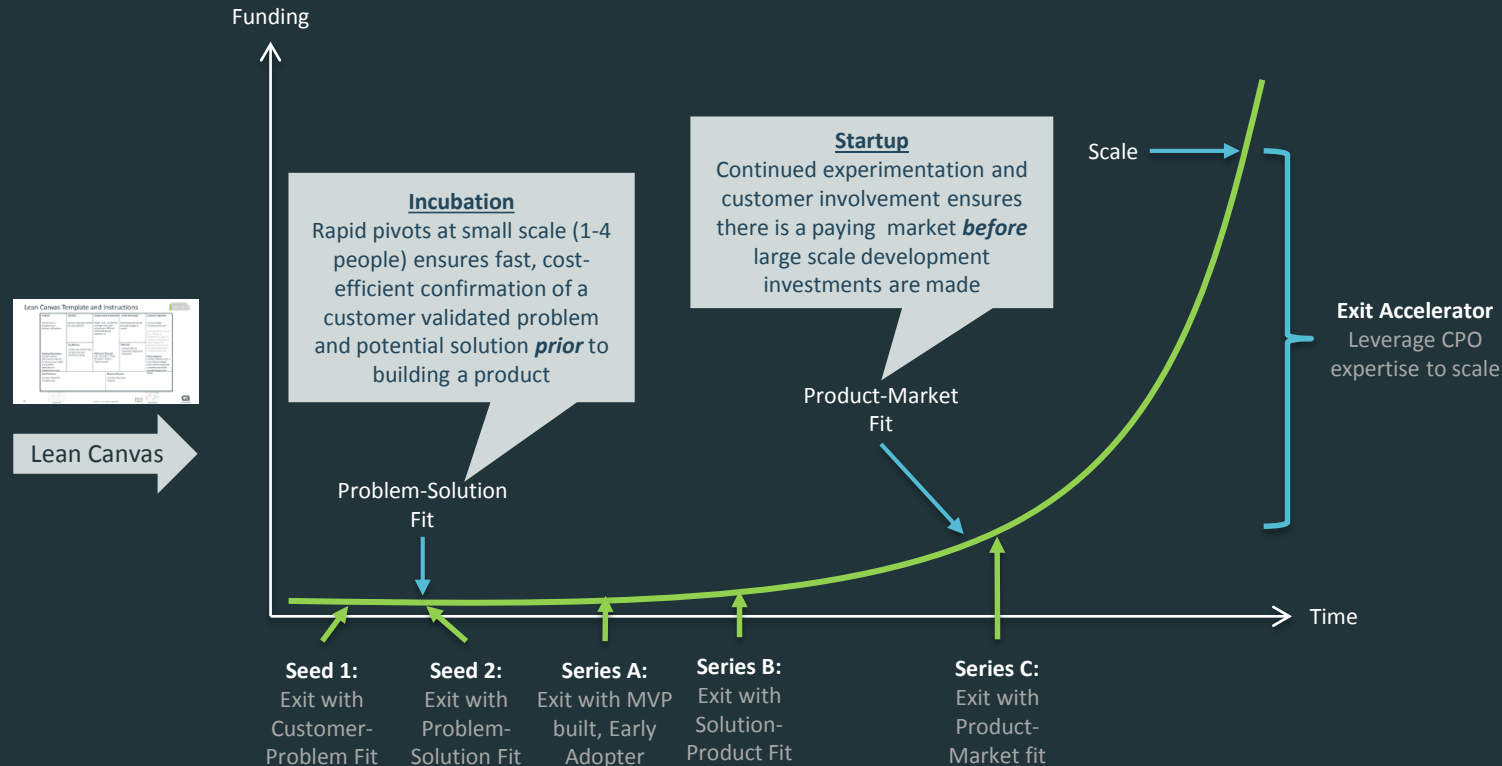 Funding
Incubation
Rapid pivots at small scale (1-4
people) ensures fast, cost-
efficient confirmation of a
customer validated problem
and potential solution prior to
building a product
Startup
Continued experimentation and
customer involvement ensures
there is a paying market before
large scale development
investments are made
Scale
Lean Canvas Template and Instructions
Lean Canvas
Exit Accelerator
Leverage CPO
expertise to scale
Product-Market
Fit
Problem-Solution
Fit
Time
Seed 1:
Exit with
Customer-
Problem Fit
Seed 2:
Exit with
Problem-
Solution Fit
Series A:
Exit with MVP
built, Early
Adopter
Series B:
Exit with
Solution-
Product Fit
Series C:
Exit with
Product-
Market fit